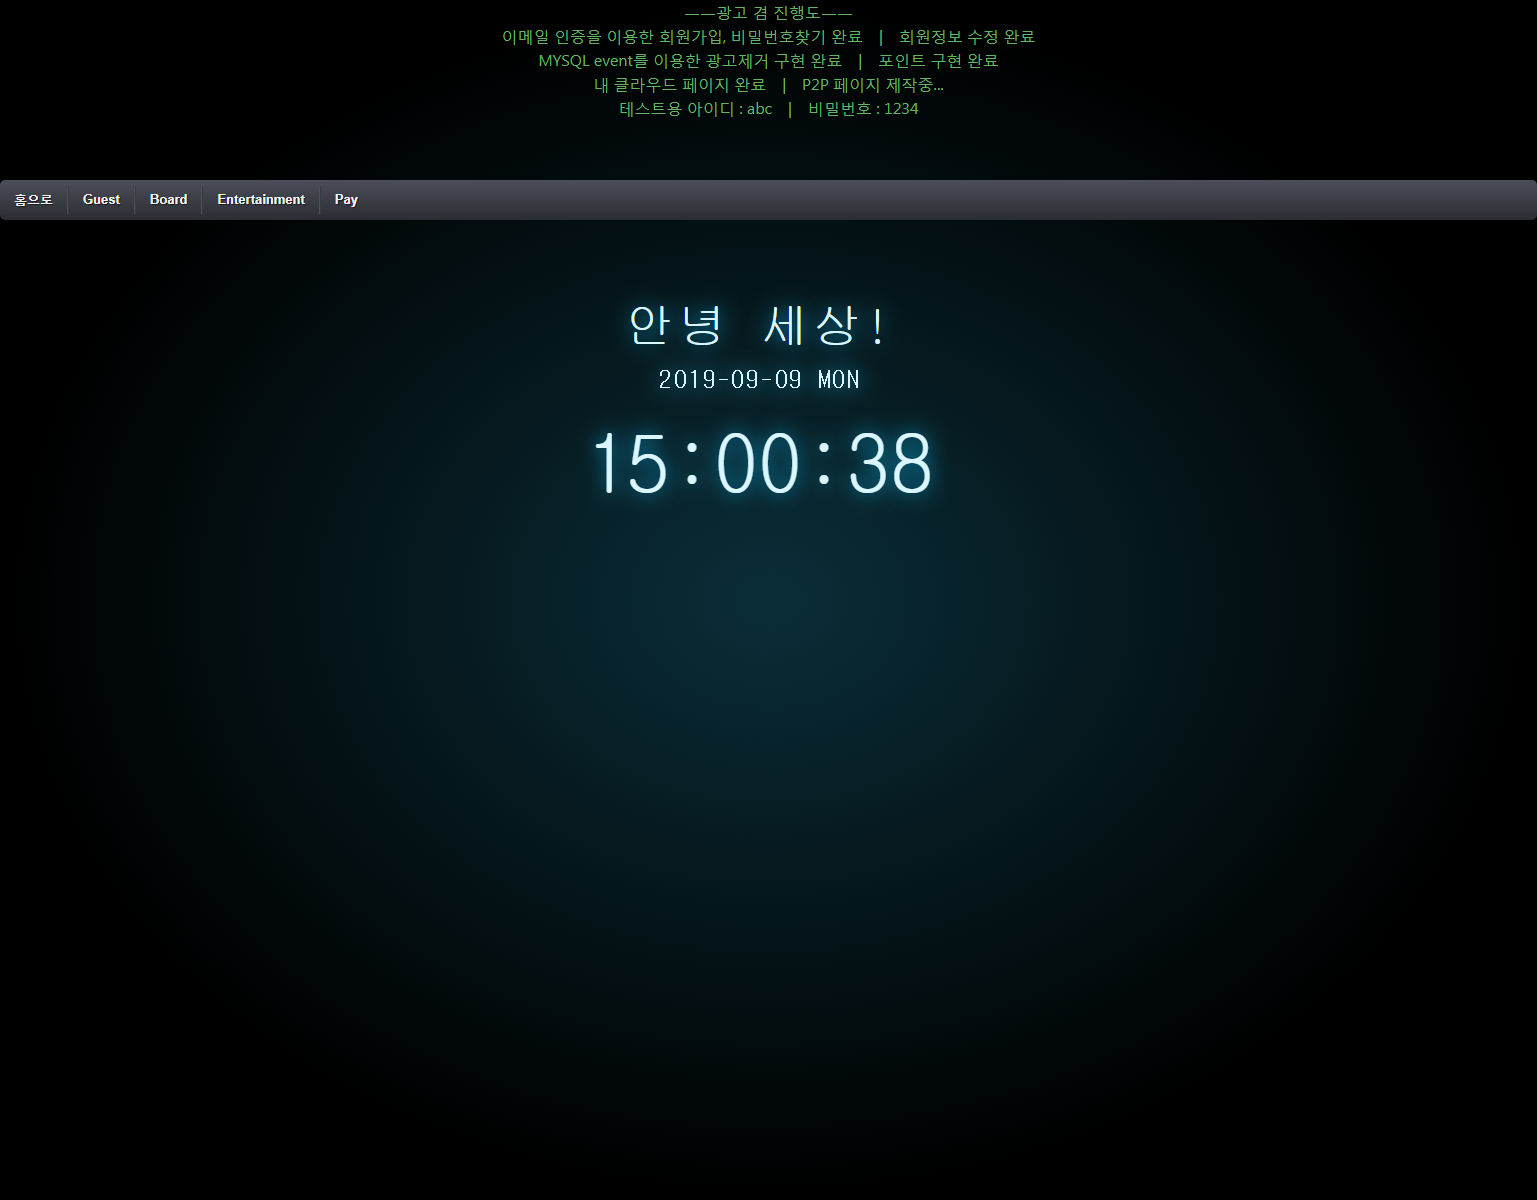 ——광고 겸 진행도——
이메일 인증을 이용한 회원가입, 비밀번호찾기 완료 | 회원정보 수정 완료
MYSQL event를 이용한 광고제거 구현 완료 | 포인트 구현 완료
내 클라우드 페이지 완료 | P2P 페이지 제작중...
테스트용 아이디 : abc | 비밀번호 : 1234
홈으로 Guest Board Entertainment Pay
안녕 세상!
2019-09-09 MON
15:00:38